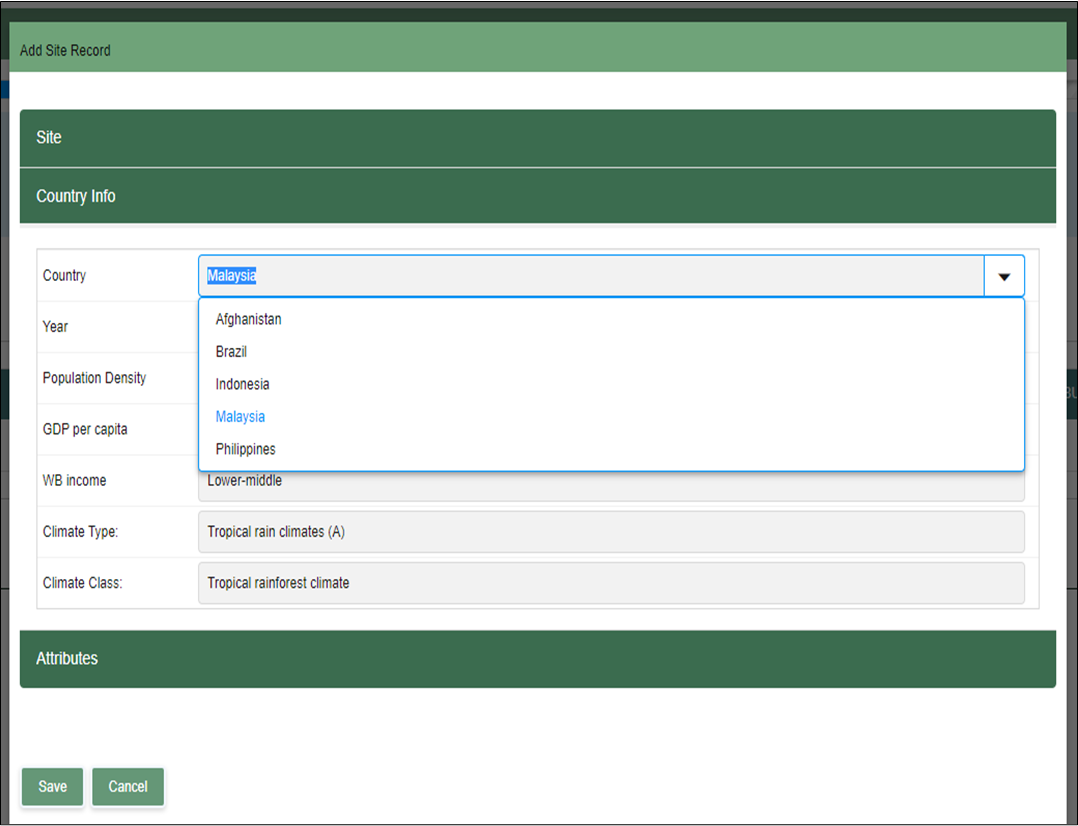 Add Site Record
Site
Country Info
Country Malaysia
Afghanistan
Year
Brazil
Population Density
Indonesia
Malaysia
GDP per capita
Philippines
WB income Lower-middle
Climate Type: Tropical rain climates (A)
Climate Class: Tropical rainforest climate
Attributes
Save Cancel